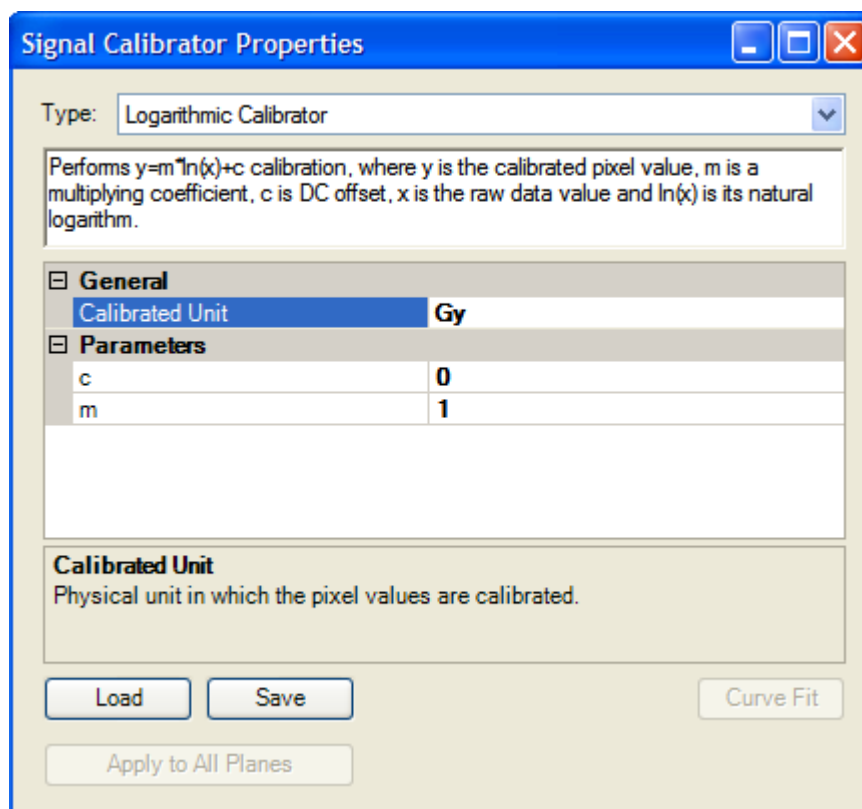 Signal Calibrator Properties
Type: Logarithmic Calibrator
Performs y=m*ln(x)+c calibration, where y is the calibrated pixel value, m is a
multiplying coefficient, c is DC offset, x is the raw data value and ln(x) is its natural
logarithm.
General
Calibrated Unit Gy
Parameters
c 0
m 1
Calibrated Unit
Physical unit in which the pixel values are calibrated.
Load Save Curve Fit
Apply to All Planes